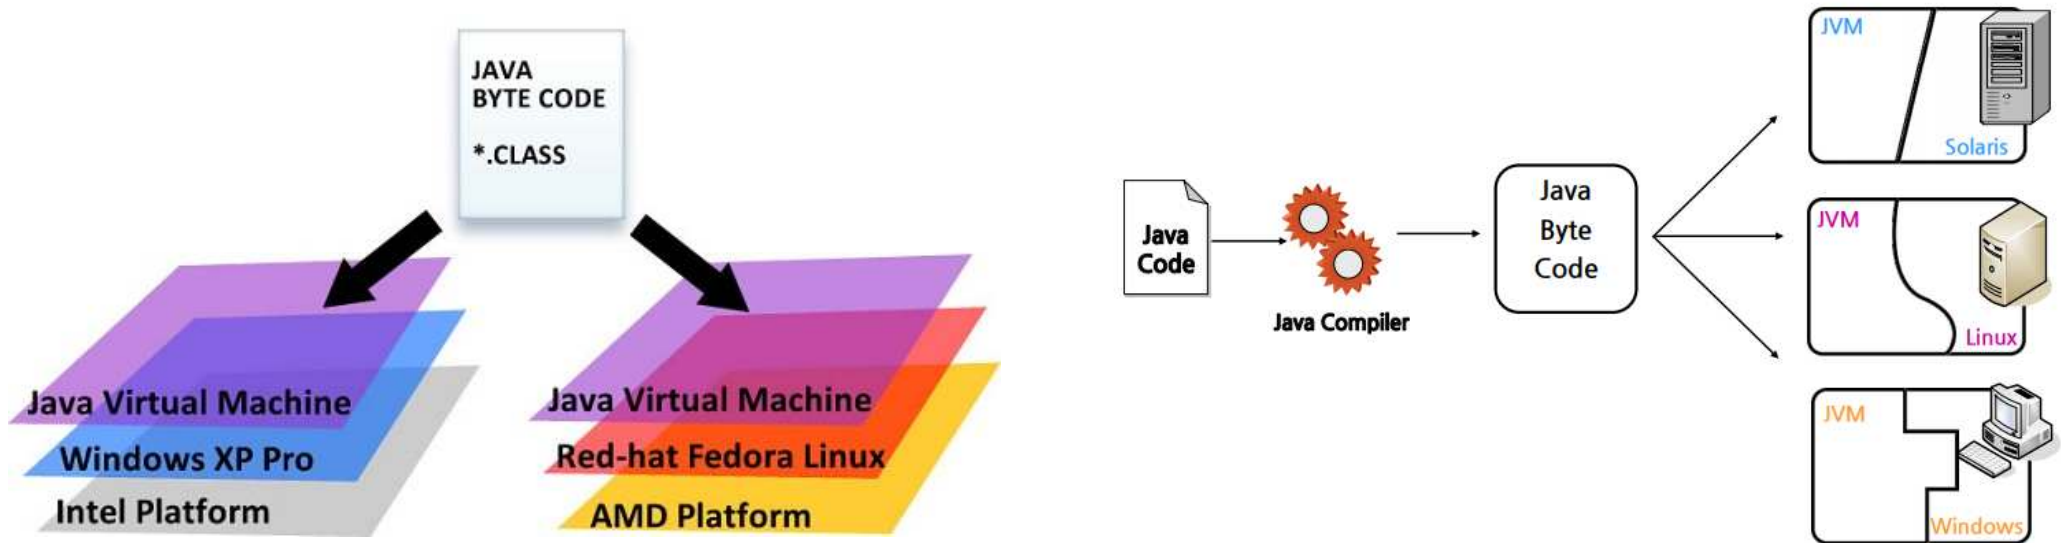 JAVA
BYTE CODE
*.CLASS
Java Virtual Machine
Windows XP Pro
Intel Platform
Java Virtual Machine
Red-hat Fedora Linux
AMD Platform
Java
Code
Java Compiler
Java
Byte
Code
JVM
Solaris
JVM
Linux
JVM
Windows